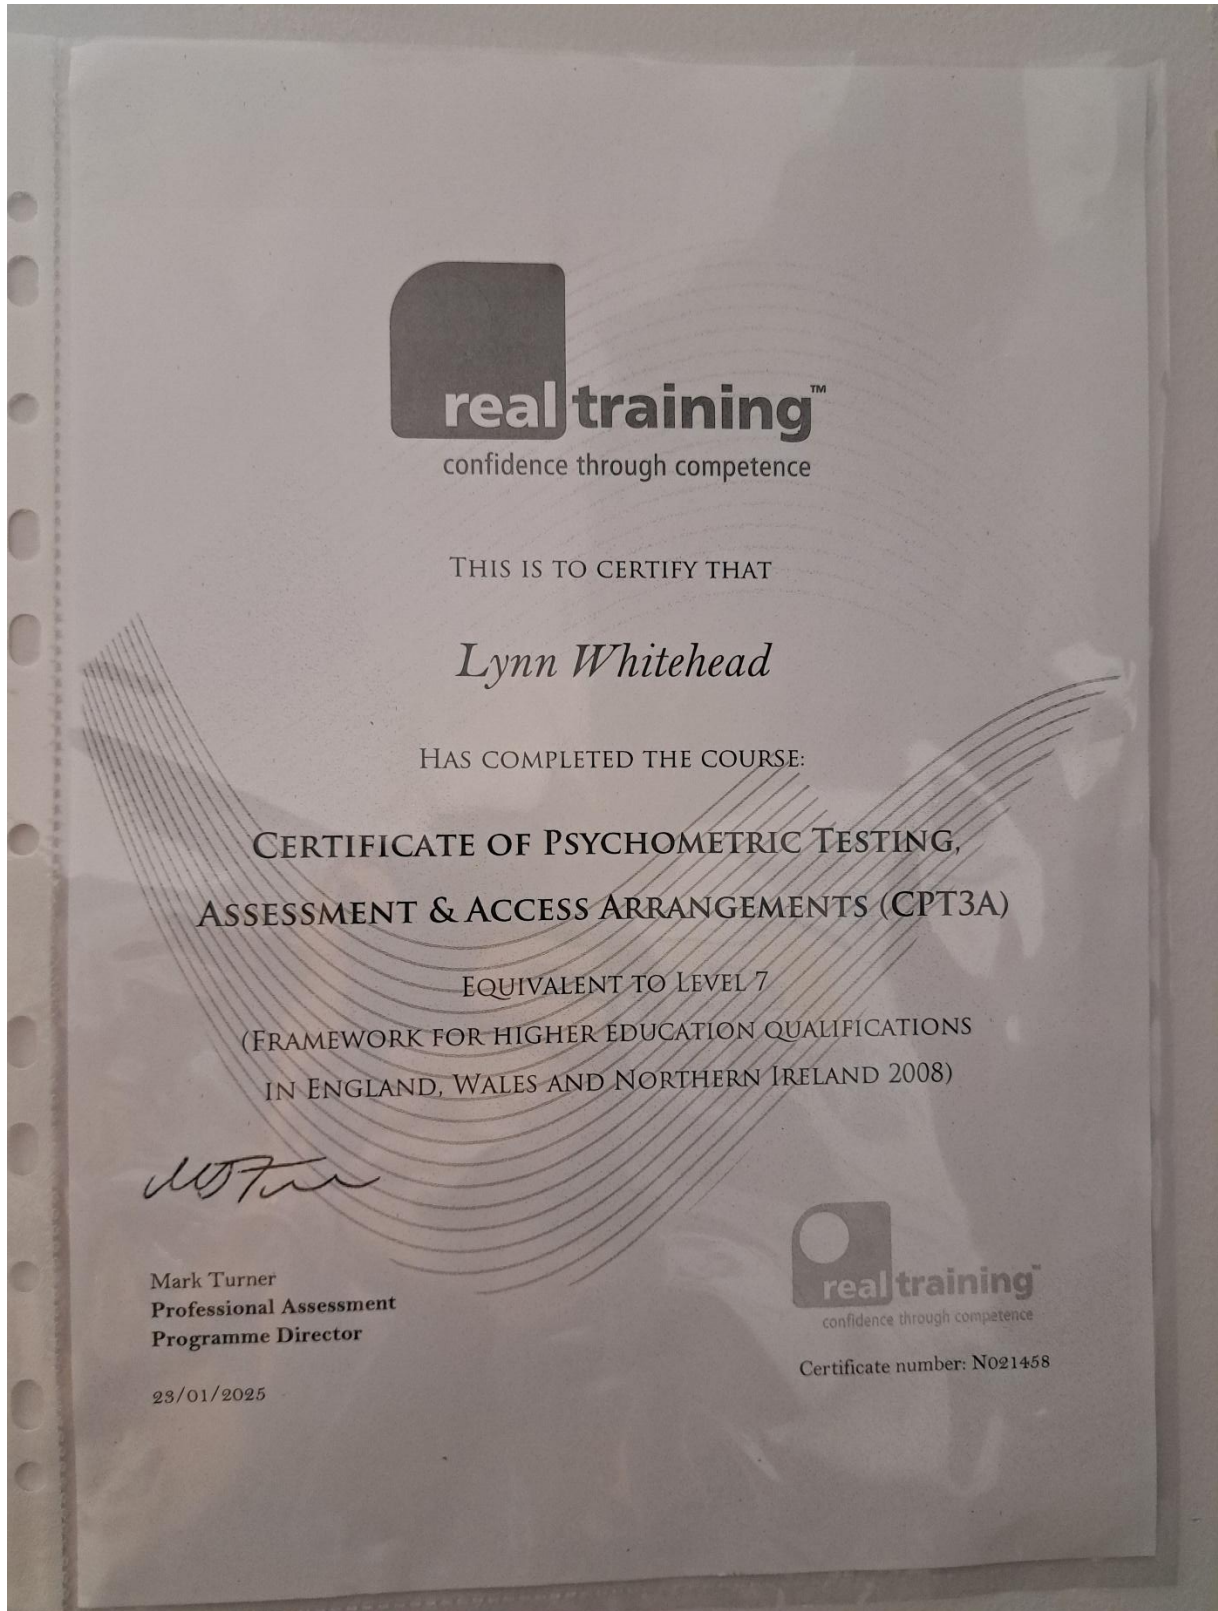 real training™
confidence through competence
THIS IS TO CERTIFY THAT
Lynn Whitehead
HAS COMPLETED THE COURSE:
CERTIFICATE OF PSYCHOMETRIC TESTING,
ASSESSMENT & ACCESS ARRANGEMENTS (CPT3A)
EQUIVALENT TO LEVEL 7
(FRAMEWORK FOR HIGHER EDUCATION QUALIFICATIONS
IN ENGLAND, WALES AND NORTHERN IRELAND 2008)
Mark Turner
Professional Assessment
Programme Director
23/01/2025
real training™
confidence through competence
Certificate number: N021458